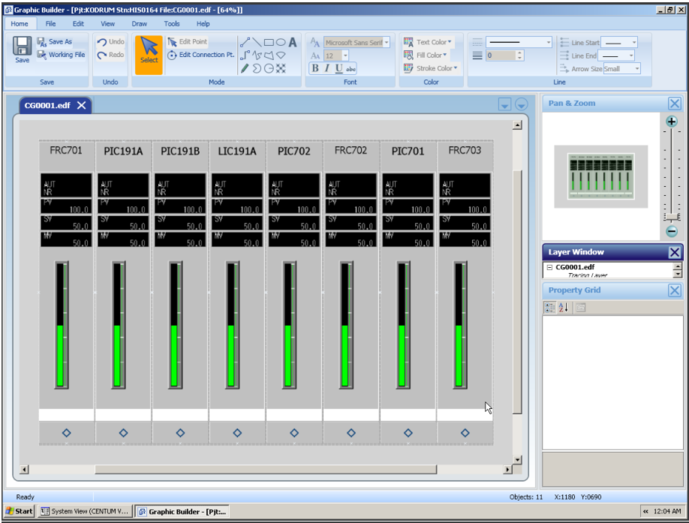 Graphic Builder - [Pjt:KODRUM Stn:HIS0164 File:CG0001.edf - [64%]]
Home File Edit View Draw Tools Help
Save
Save As
Working File
Undo
Redo
Select
Edit Point
Edit Connection Pt.
A
Microsoft Sans Serif
12
B I U abc
Text Color
Fill Color
Stroke Color
0
Line Start
Line End
Arrow Size Small
Save Undo Mode Font Color Line
CG0001.edf
FRC701 PIC191A PIC191B LIC191A PIC702 FRC702 PIC701 FRC703
AUT AUT AUT AUT AUT AUT AUT AUT
NR NR NR NR NR NR NR NR
PV PV PV PV PV PV PV PV
100.0 100.0 100.0 100.0 100.0 100.0 100.0 100.0
SV SV SV SV SV SV SV SV
50.0 50.0 50.0 50.0 50.0 50.0 50.0 50.0
MV MV MV MV MV MV MV MV
50.0 50.0 50.0 50.0 50.0 50.0 50.0 50.0
Pan & Zoom
Layer Window
CG0001.edf
Tracing Layer
Property Grid
Ready
Objects: 11 X:1180 Y:0690
Start
System View (CENTUM V...
Graphic Builder - [Pjt:...
12:04 AM